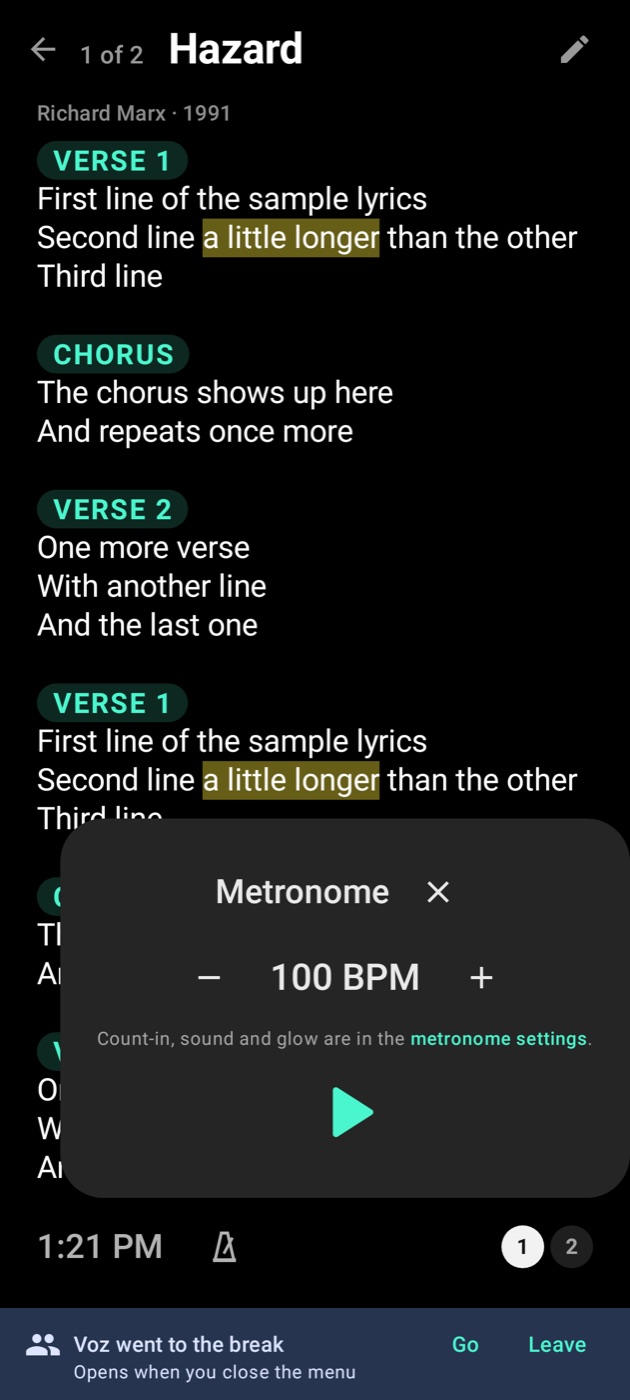 1 of 2 Hazard
Richard Marx · 1991
VERSE 1
First line of the sample lyrics
Second line a little longer than the other
Third line
CHORUS
The chorus shows up here
And repeats once more
VERSE 2
One more verse
With another line
And the last one
VERSE 1
First line of the sample lyrics
Second line a little longer than the other
Third line
Metronome
− 100 BPM +
Count-in, sound and glow are in the metronome settings.
1:21 PM
1 2
Voz went to the break
Go Leave
Opens when you close the menu